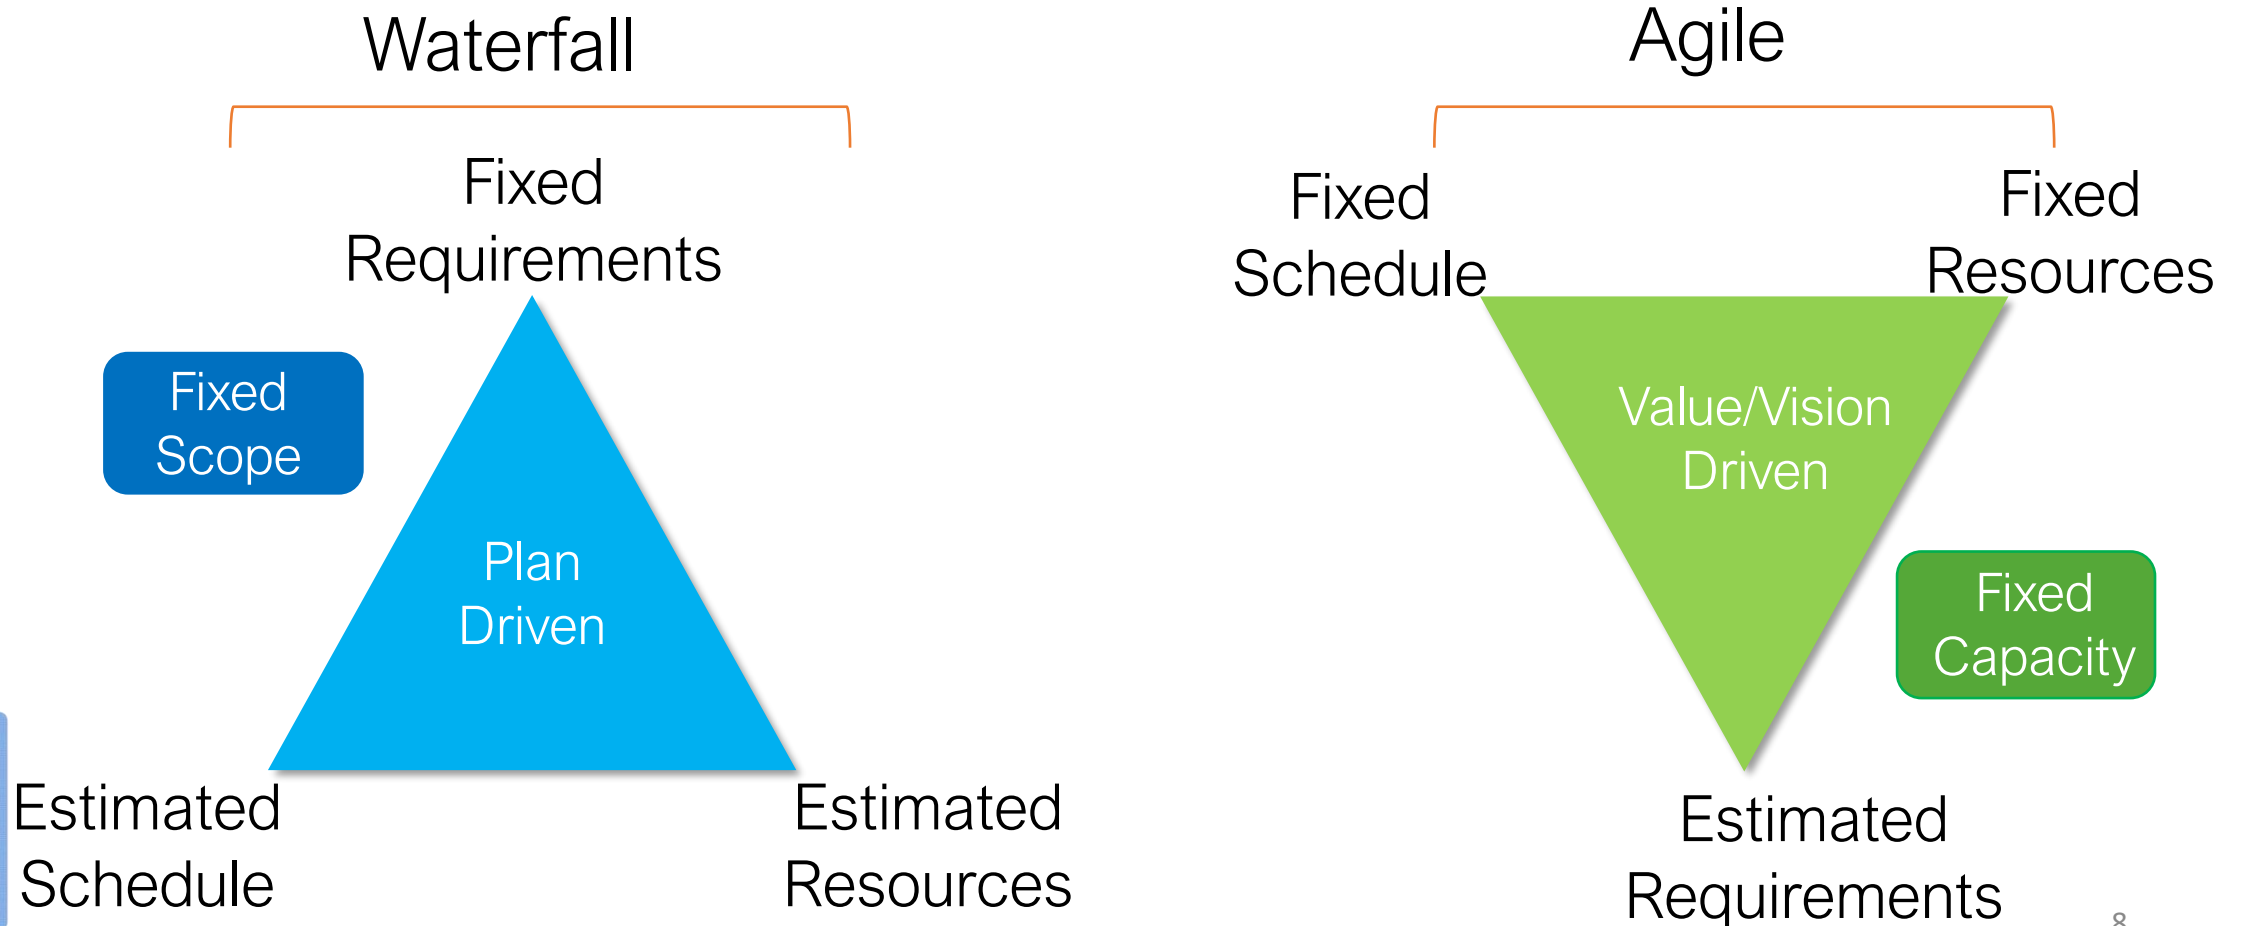 Waterfall
Fixed
Requirements
Fixed
Scope
Plan
Driven
Estimated
Schedule
Estimated
Resources
Agile
Fixed
Schedule
Fixed
Resources
Value/Vision
Driven
Fixed
Capacity
Estimated
Requirements
8